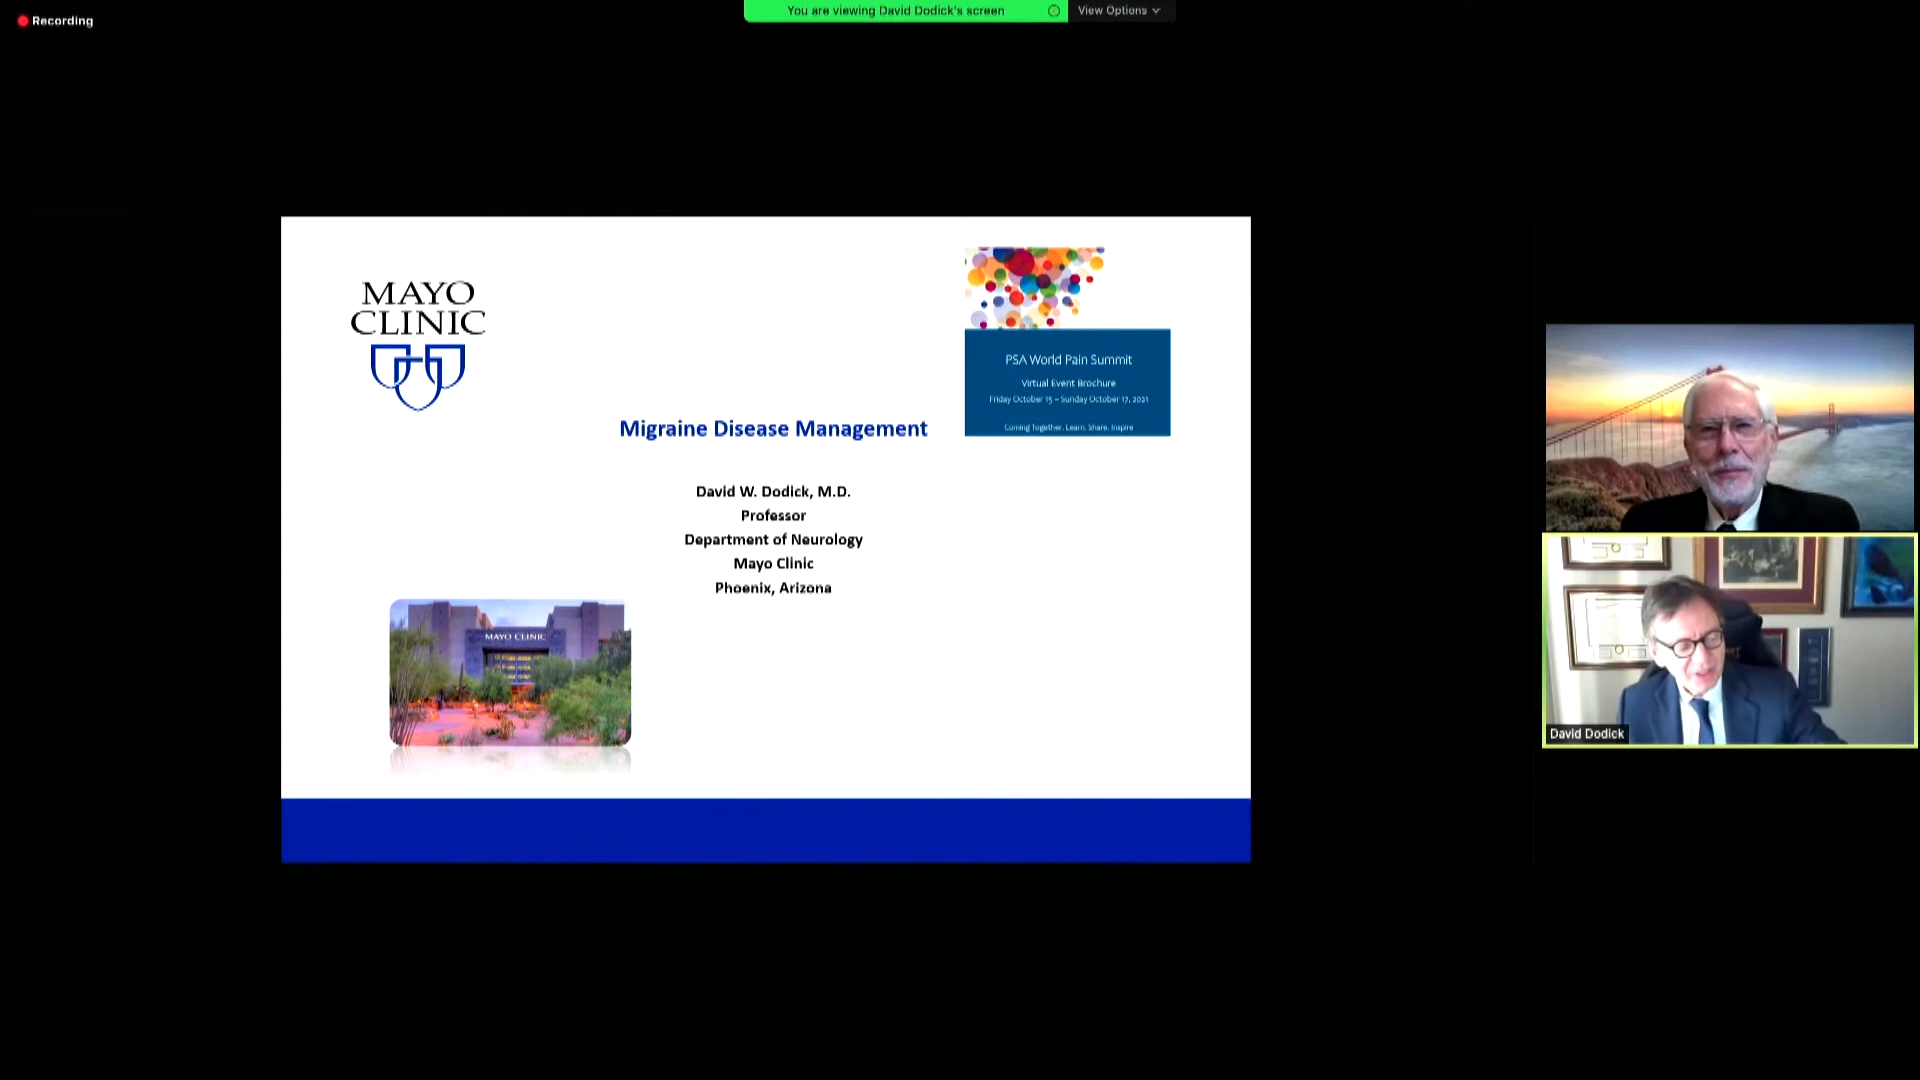 Recording
You are viewing David Dodick's screen
View Options
MAYO
CLINIC
PSA World Pain Summit
Virtual Event Brochure
Friday October 15 – Sunday October 17, 2021
Coming Together. Learn. Share. Inspire
Migraine Disease Management
David W. Dodick, M.D.
Professor
Department of Neurology
Mayo Clinic
Phoenix, Arizona
MAYO CLINIC
David Dodick